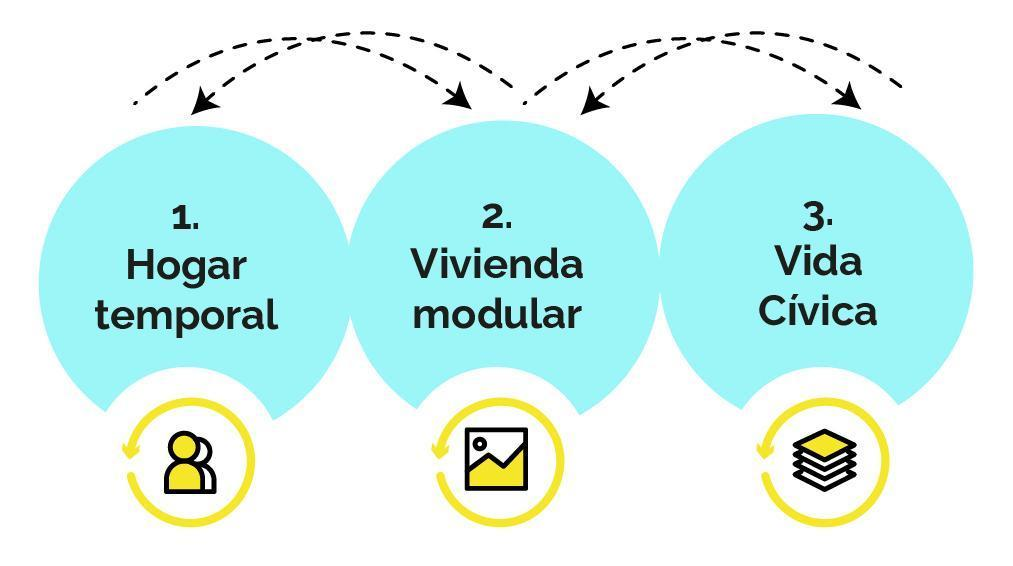 1.
Hogar
temporal
2.
Vivienda
modular
3.
Vida
Cívica